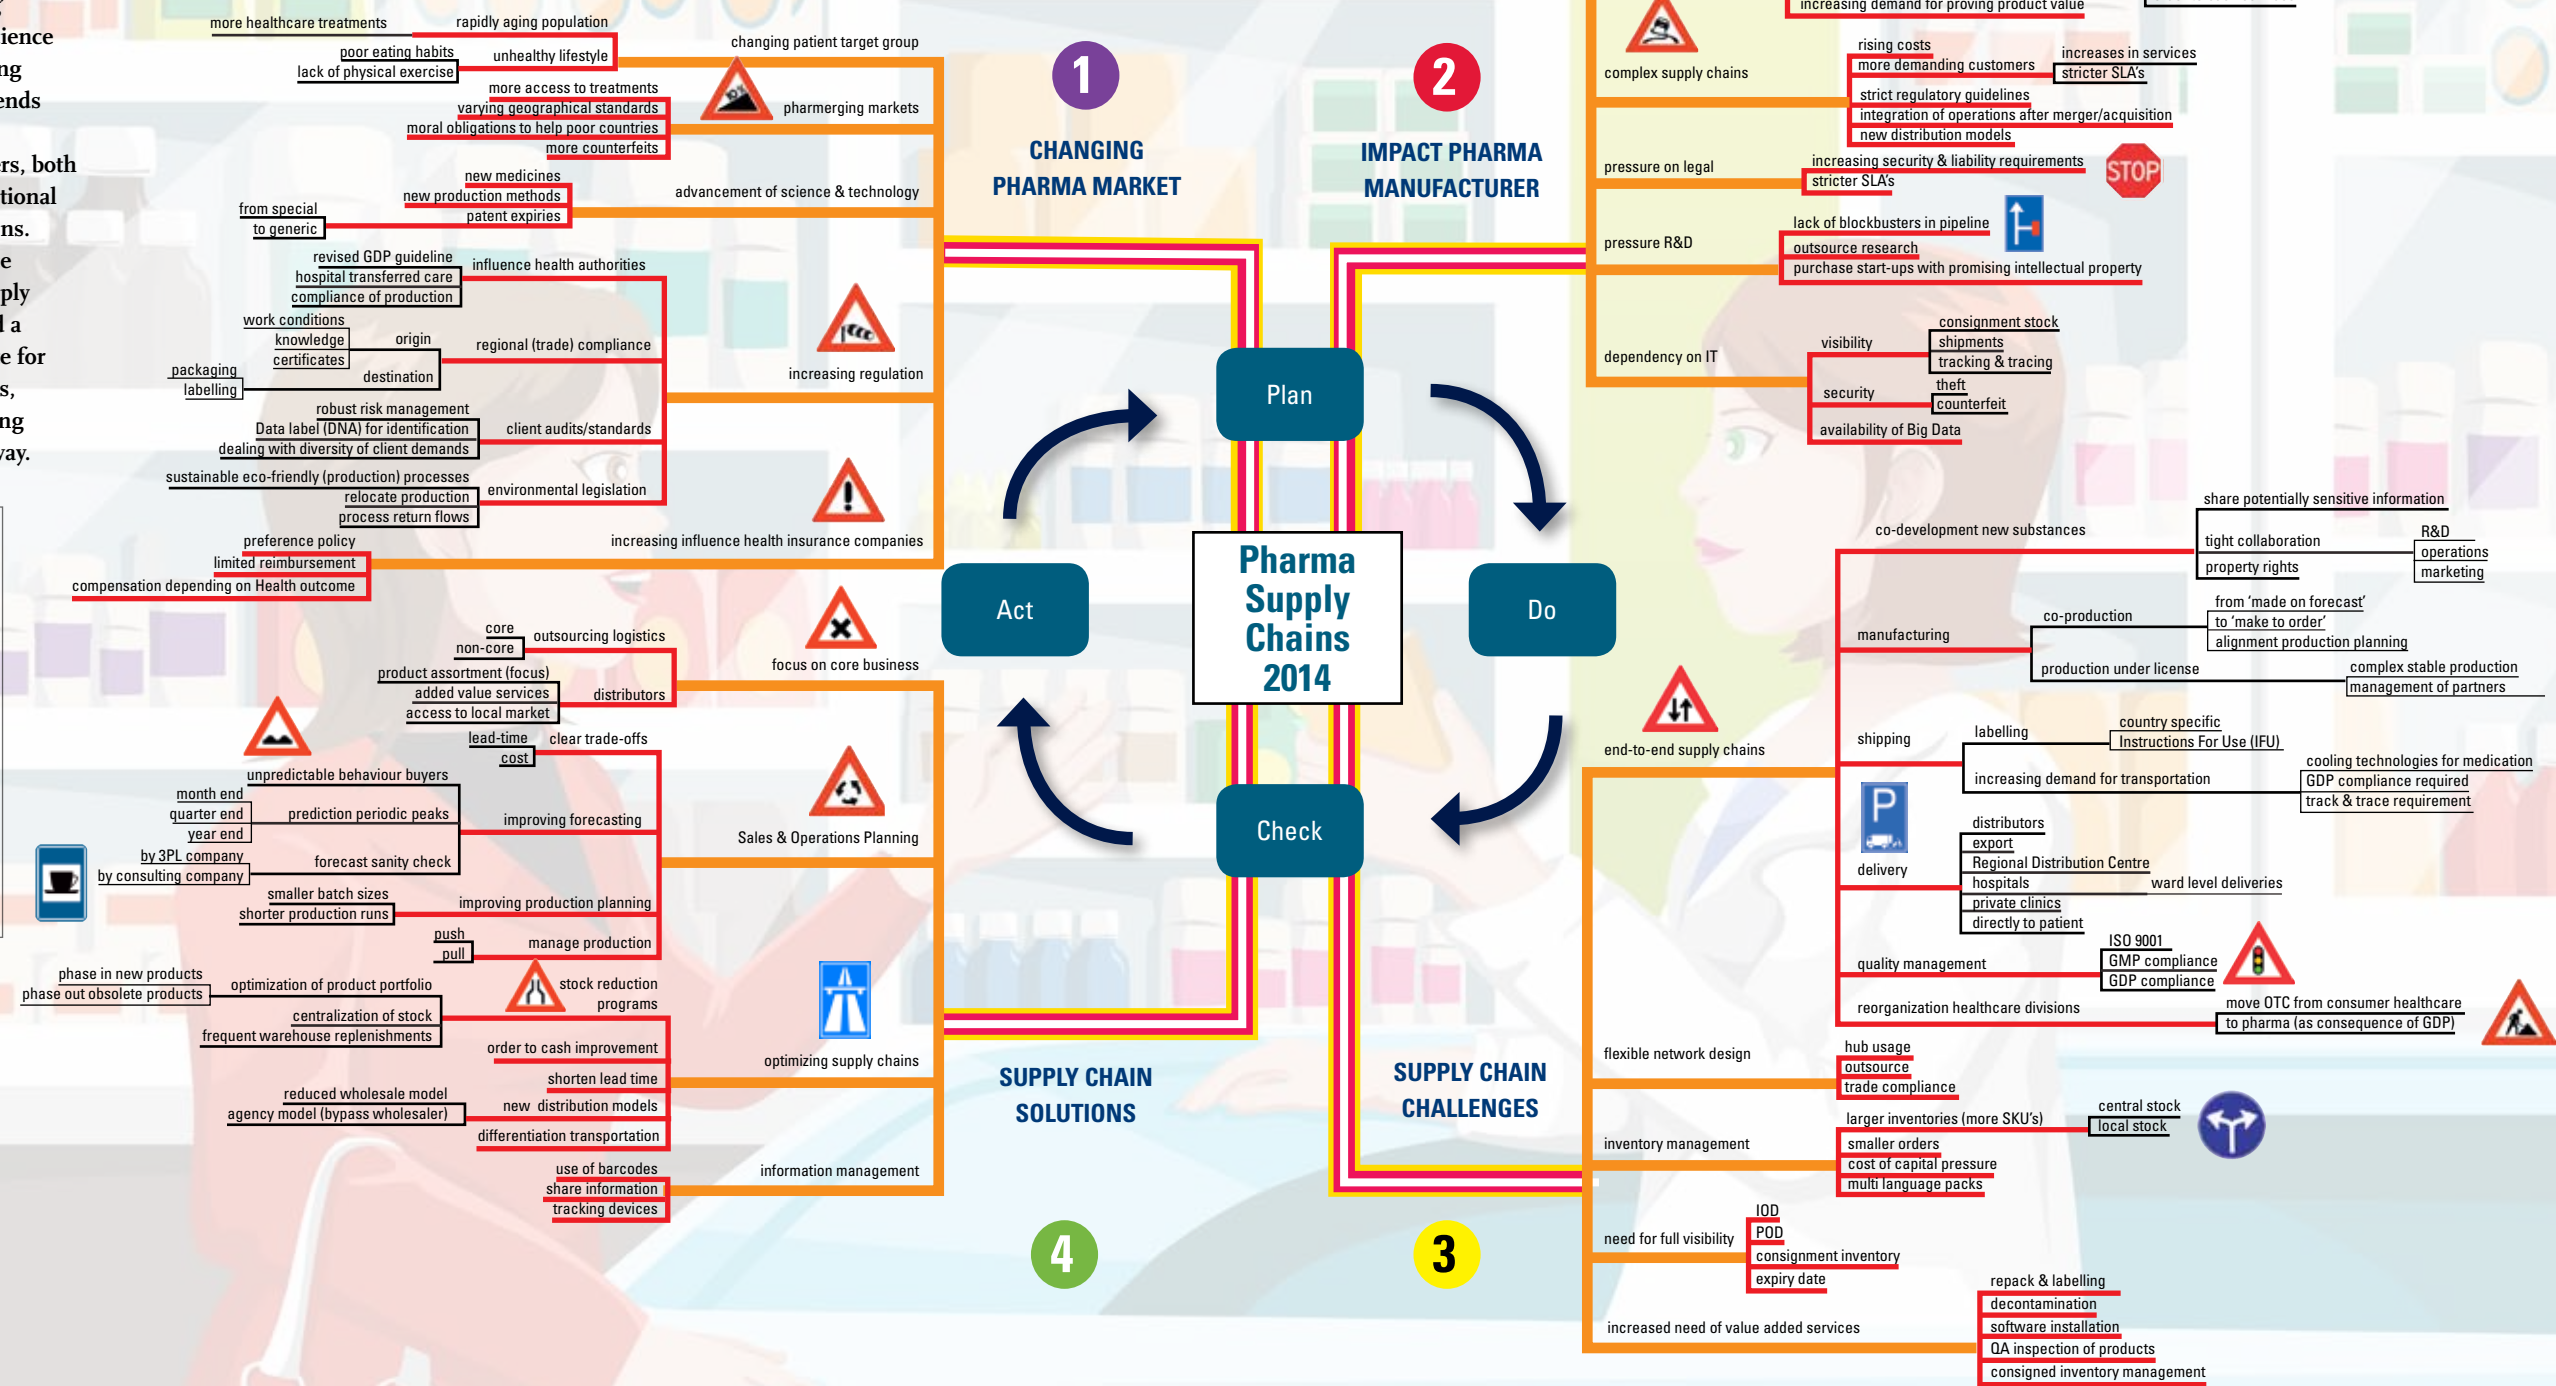 ience
ng
ends
rs, both
tional
ns.
e
ply
l a
e for
s,
ng
vay.
more healthcare treatments
rapidly aging population
poor eating habits
lack of physical exercise
unhealthy lifestyle
changing patient target group
more access to treatments
varying geographical standards
moral obligations to help poor countries
more counterfeits
10%
pharmerging markets
new medicines
new production methods
patent expiries
from special
to generic
advancement of science & technology
revised GDP guideline
hospital transferred care
compliance of production
influence health authorities
work conditions
knowledge
certificates
origin
packaging
labelling
destination
regional (trade) compliance
increasing regulation
robust risk management
Data label (DNA) for identification
dealing with diversity of client demands
client audits/standards
sustainable eco-friendly (production) processes
relocate production
process return flows
environmental legislation
preference policy
limited reimbursement
compensation depending on Health outcome
increasing influence health insurance companies
1
CHANGING
PHARMA MARKET
2
IMPACT PHARMA
MANUFACTURER
increasing demand for proving product value
complex supply chains
rising costs
more demanding customers
increases in services
stricter SLA's
strict regulatory guidelines
integration of operations after merger/acquisition
new distribution models
pressure on legal
increasing security & liability requirements
stricter SLA's
STOP
pressure R&D
lack of blockbusters in pipeline
outsource research
purchase start-ups with promising intellectual property
dependency on IT
visibility
consignment stock
shipments
tracking & tracing
security
theft
counterfeit
availability of Big Data
Plan
Do
Check
Act
Pharma
Supply
Chains
2014
core
non-core
outsourcing logistics
product assortment (focus)
added value services
access to local market
distributors
focus on core business
lead-time
cost
clear trade-offs
unpredictable behaviour buyers
month end
quarter end
year end
prediction periodic peaks
by 3PL company
by consulting company
forecast sanity check
improving forecasting
Sales & Operations Planning
smaller batch sizes
shorter production runs
improving production planning
push
pull
manage production
phase in new products
phase out obsolete products
optimization of product portfolio
centralization of stock
frequent warehouse replenishments
stock reduction
programs
order to cash improvement
shorten lead time
reduced wholesale model
agency model (bypass wholesaler)
new distribution models
differentiation transportation
optimizing supply chains
use of barcodes
share information
tracking devices
information management
SUPPLY CHAIN
SOLUTIONS
4
SUPPLY CHAIN
CHALLENGES
3
end-to-end supply chains
co-development new substances
share potentially sensitive information
tight collaboration
R&D
operations
marketing
property rights
manufacturing
co-production
from ‘made on forecast’
to ‘make to order’
alignment production planning
production under license
complex stable production
management of partners
shipping
labelling
country specific
Instructions For Use (IFU)
increasing demand for transportation
cooling technologies for medication
GDP compliance required
track & trace requirement
P
delivery
distributors
export
Regional Distribution Centre
hospitals
ward level deliveries
private clinics
directly to patient
quality management
ISO 9001
GMP compliance
GDP compliance
reorganization healthcare divisions
move OTC from consumer healthcare
to pharma (as consequence of GDP)
flexible network design
hub usage
outsource
trade compliance
inventory management
larger inventories (more SKU's)
central stock
local stock
smaller orders
cost of capital pressure
multi language packs
need for full visibility
IOD
POD
consignment inventory
expiry date
increased need of value added services
repack & labelling
decontamination
software installation
QA inspection of products
consigned inventory management